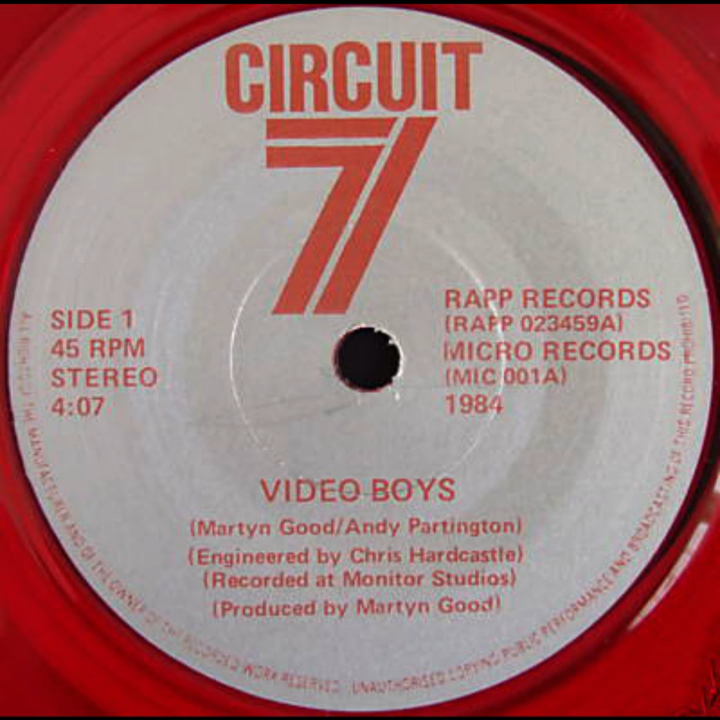 CIRCUIT
7
SIDE 1
45 RPM
STEREO
4:07
RAPP RECORDS
(RAPP 023459A)
MICRO RECORDS
(MIC 001A)
1984
VIDEO BOYS
(Martyn Good/Andy Partington)
(Engineered by Chris Hardcastle)
(Recorded at Monitor Studios)
(Produced by Martyn Good)
ALL RIGHTS OF THE MANUFACTURER AND OF THE OWNER OF THE RECORDED WORK RESERVED UNAUTHORISED COPYING PUBLIC PERFORMANCE AND BROADCASTING OF THIS RECORD PROHIBITED